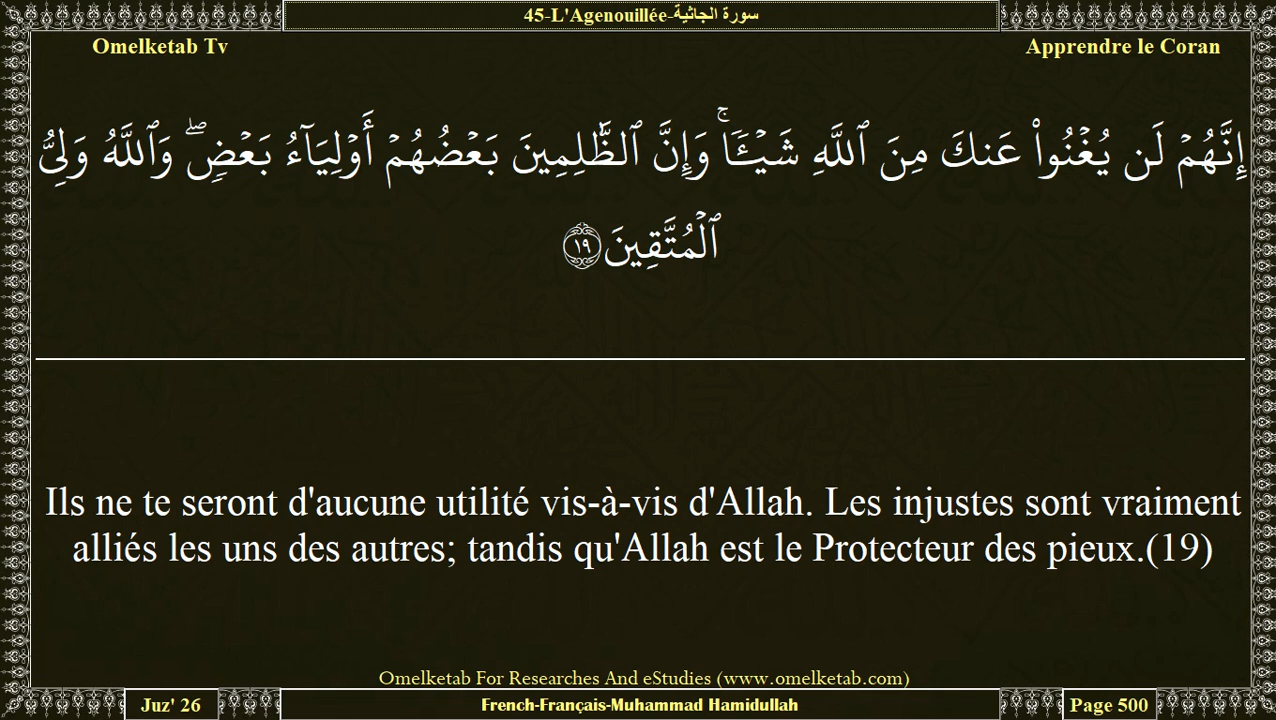 45-L'Agenouillée-سورة الجاثية
Omelketab Tv
Apprendre le Coran
إِنَّهُمۡ لَن يُغۡنُواْ عَنكَ مِنَ ٱللَّهِ شَيۡـٔٗاۚ وَإِنَّ ٱلظَّٰلِمِينَ بَعۡضُهُمۡ أَوۡلِيَآءُ بَعۡضٖۖ وَٱللَّهُ وَلِيُّ
ٱلۡمُتَّقِينَ ١٩
Ils ne te seront d'aucune utilité vis-à-vis d'Allah. Les injustes sont vraiment
alliés les uns des autres; tandis qu'Allah est le Protecteur des pieux.(19)
Omelketab For Researches And eStudies (www.omelketab.com)
Juz' 26
French-Français-Muhammad Hamidullah
Page 500